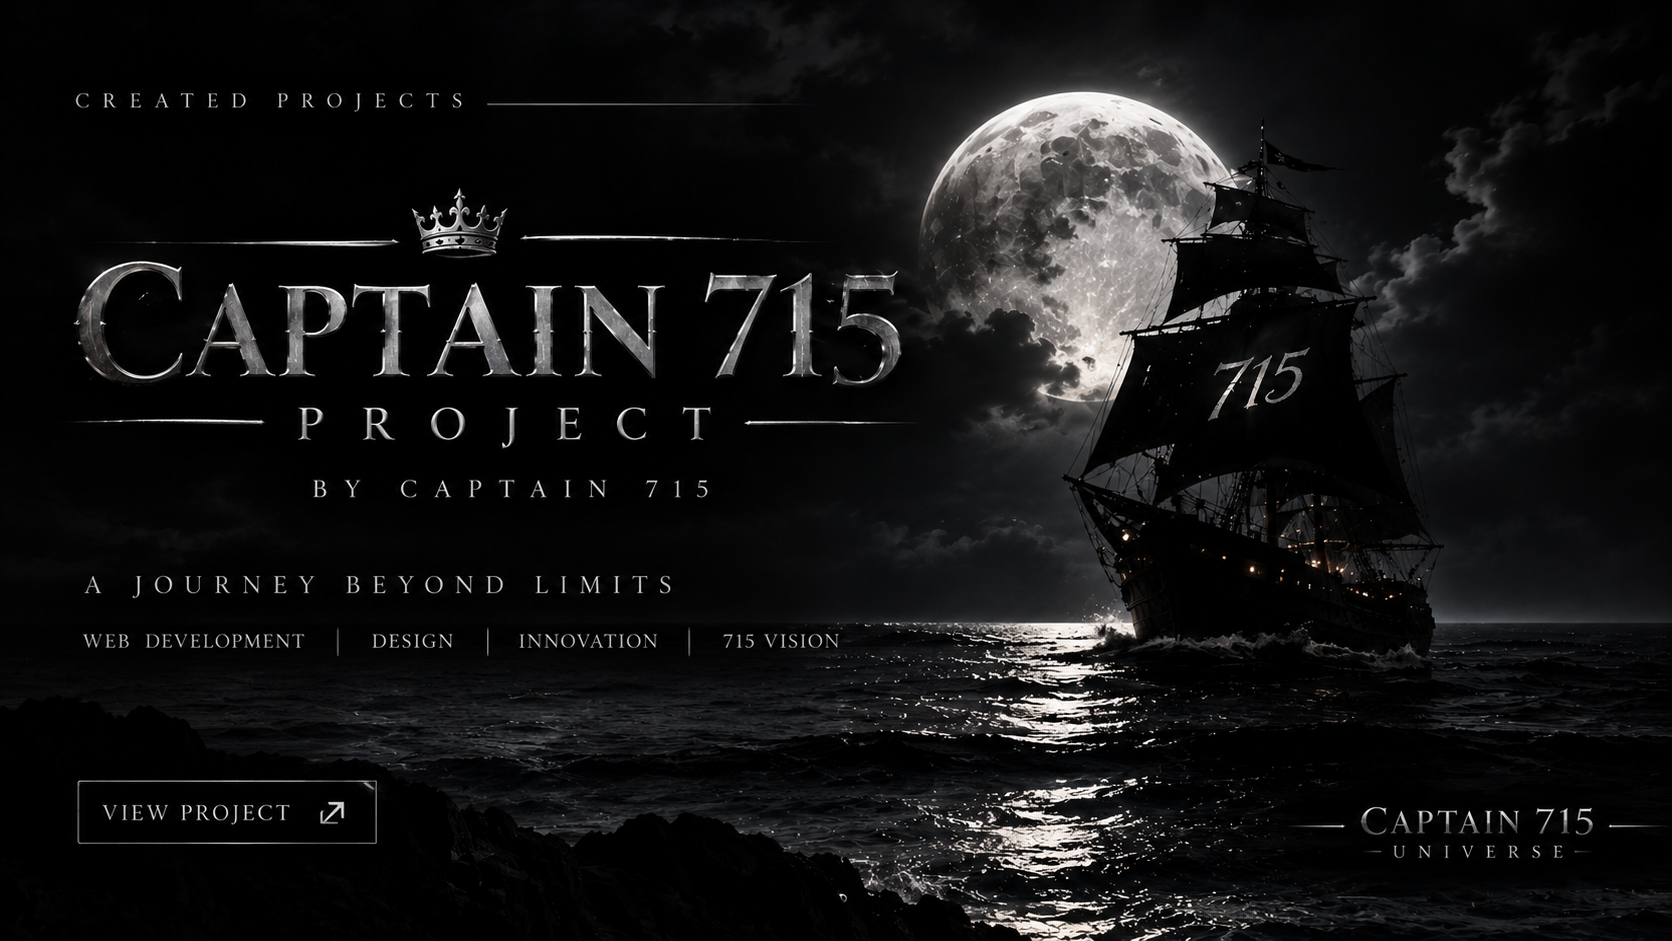 CREATED PROJECTS
CAPTAIN 715
PROJECT
BY CAPTAIN 715
A JOURNEY BEYOND LIMITS
WEB DEVELOPMENT | DESIGN | INNOVATION | 715 VISION
VIEW PROJECT
715
CAPTAIN 715
UNIVERSE